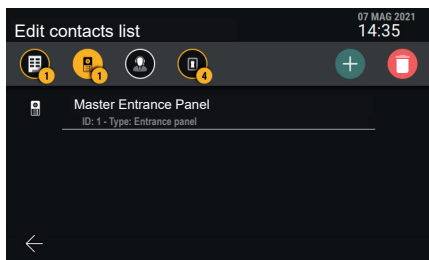 07 MAG 2021
Edit contacts list 14:35
1 1 4
Master Entrance Panel
ID: 1 - Type: Entrance panel